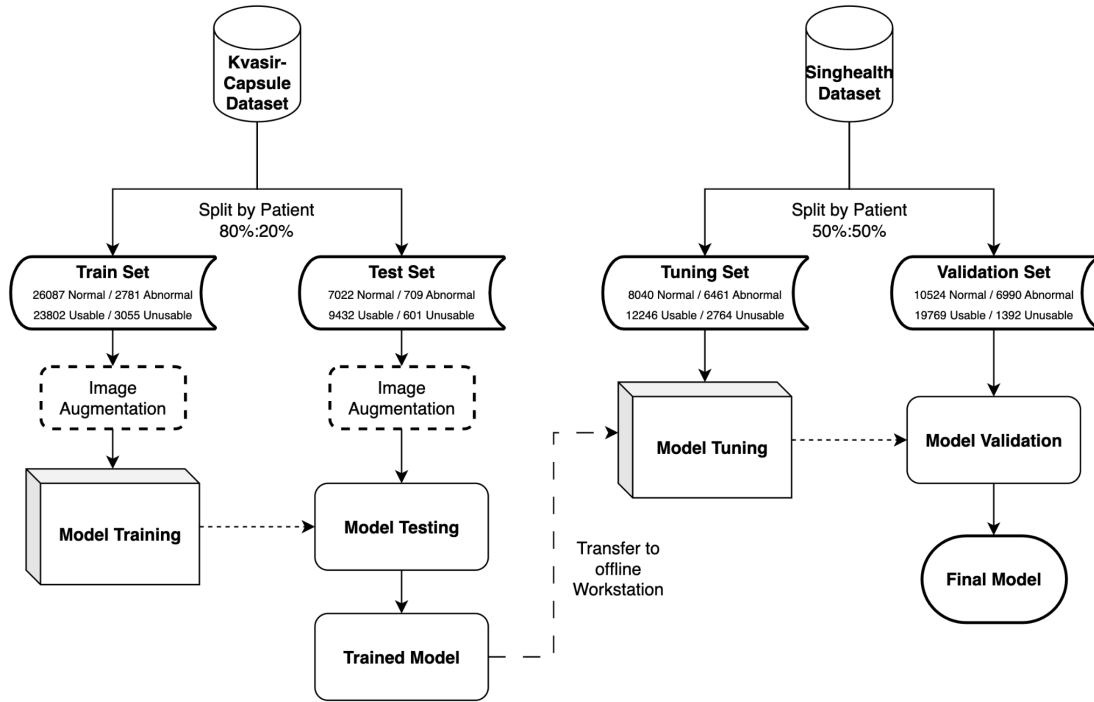 Kvasir-
Capsule
Dataset
Singhealth
Dataset
Split by Patient
80%:20%
Split by Patient
50%:50%
Train Set
26087 Normal / 2781 Abnormal
23802 Usable / 3055 Unusable
Test Set
7022 Normal / 709 Abnormal
9432 Usable / 601 Unusable
Tuning Set
8040 Normal / 6461 Abnormal
12246 Usable / 2764 Unusable
Validation Set
10524 Normal / 6990 Abnormal
19769 Usable / 1392 Unusable
Image
Augmentation
Image
Augmentation
Model Tuning
Model Validation
Model Training
Model Testing
Transfer to
offline
Workstation
Final Model
Trained Model